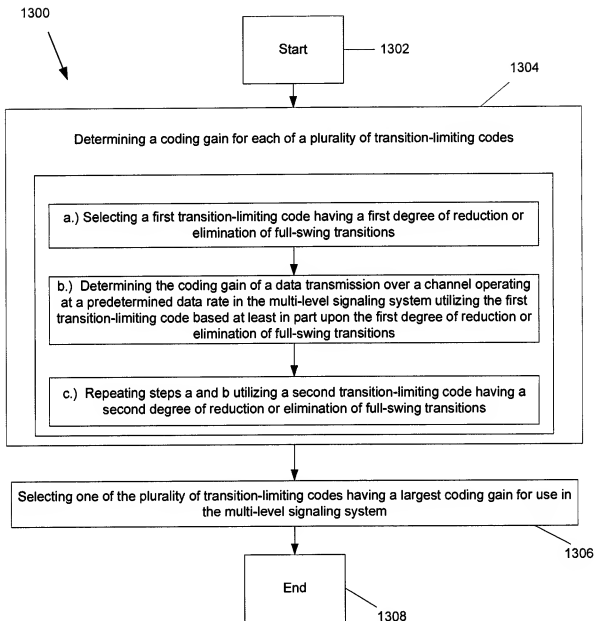 1300
Start
1302
1304
Determining a coding gain for each of a plurality of transition-limiting codes
a.) Selecting a first transition-limiting code having a first degree of reduction or
elimination of full-swing transitions
b.) Determining the coding gain of a data transmission over a channel operating
at a predetermined data rate in the multi-level signaling system utilizing the first
transition-limiting code based at least in part upon the first degree of reduction or
elimination of full-swing transitions
c.) Repeating steps a and b utilizing a second transition-limiting code having a
second degree of reduction or elimination of full-swing transitions
Selecting one of the plurality of transition-limiting codes having a largest coding gain for use in
the multi-level signaling system
1306
End
1308